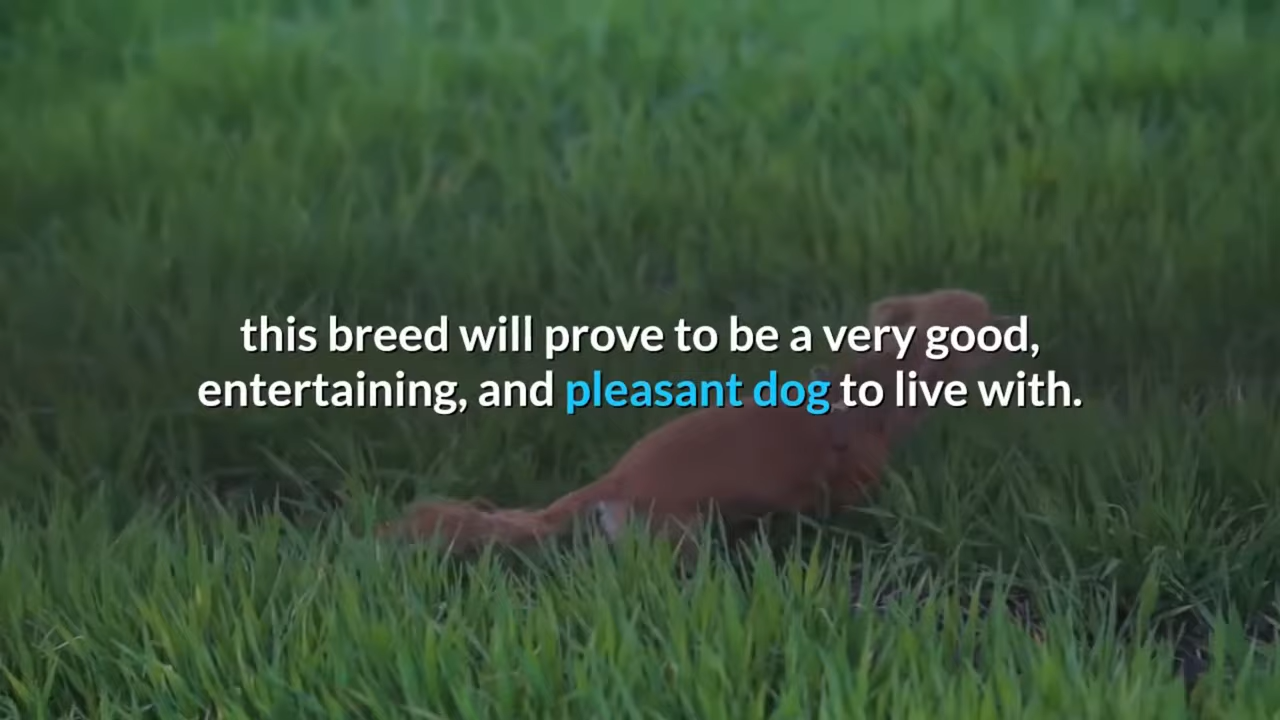 this breed will prove to be a very good,
entertaining, and pleasant dog to live with.